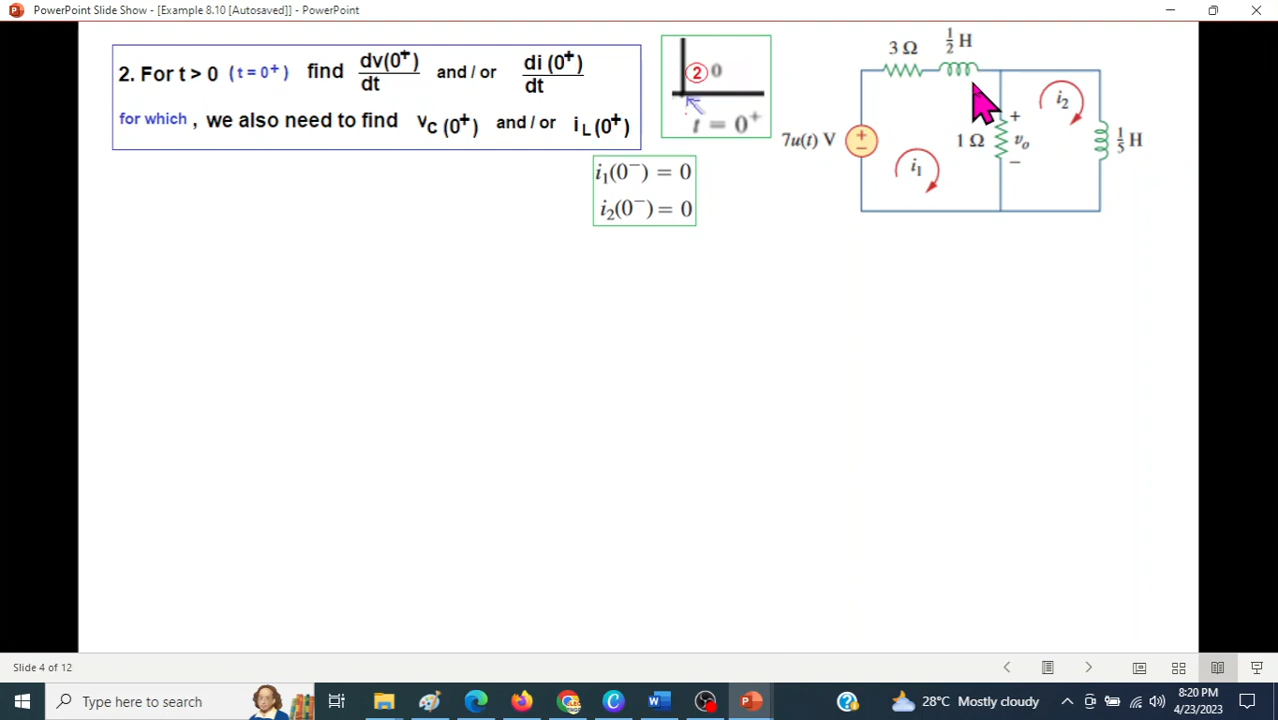 PowerPoint Slide Show - [Example 8.10 [Autosaved]] - PowerPoint
2. For t > 0 ( t = 0⁺ ) find dv(0⁺)/dt and / or di (0⁺)/dt
for which , we also need to find v_C (0⁺) and / or i_L (0⁺)
2 0
t = 0⁺
i₁(0⁻) = 0
i₂(0⁻) = 0
3 Ω
½ H
7u(t) V
+
−
i₁
1 Ω
+
v_o
−
i₂
⅕ H
Slide 4 of 12
Type here to search
28°C Mostly cloudy
8:20 PM
4/23/2023